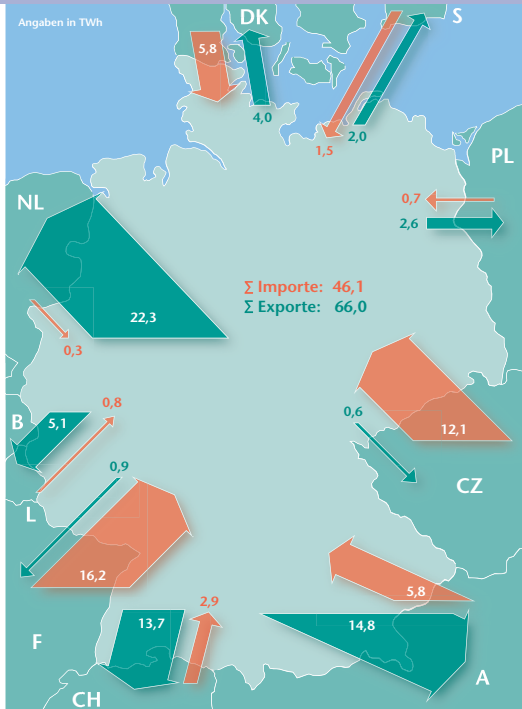 Angaben in TWh
DK
S
5,8
4,0
1,5
2,0
PL
0,7
2,6
NL
Σ Importe: 46,1
Σ Exporte: 66,0
22,3
0,3
B
5,1
0,8
0,6
12,1
CZ
L
0,9
16,2
F
13,7
2,9
5,8
14,8
A
CH